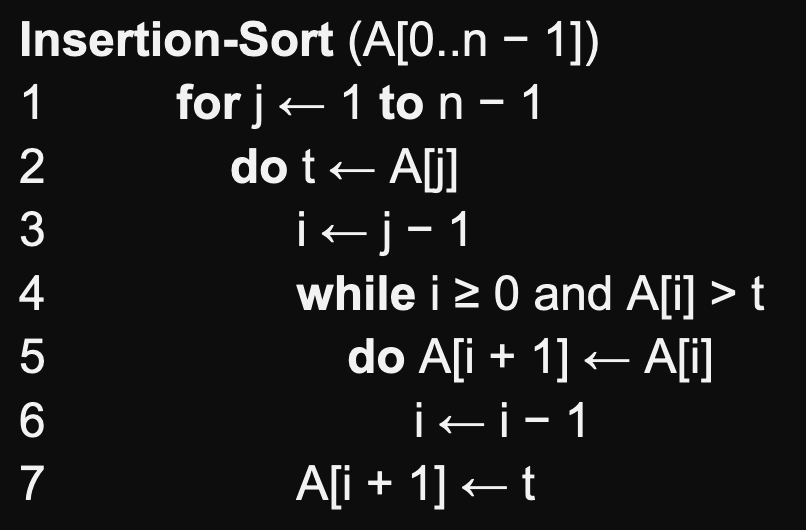 Insertion-Sort (A[0..n − 1])
1 for j ← 1 to n − 1
2 do t ← A[j]
3 i ← j − 1
4 while i ≥ 0 and A[i] > t
5 do A[i + 1] ← A[i]
6 i ← i − 1
7 A[i + 1] ← t